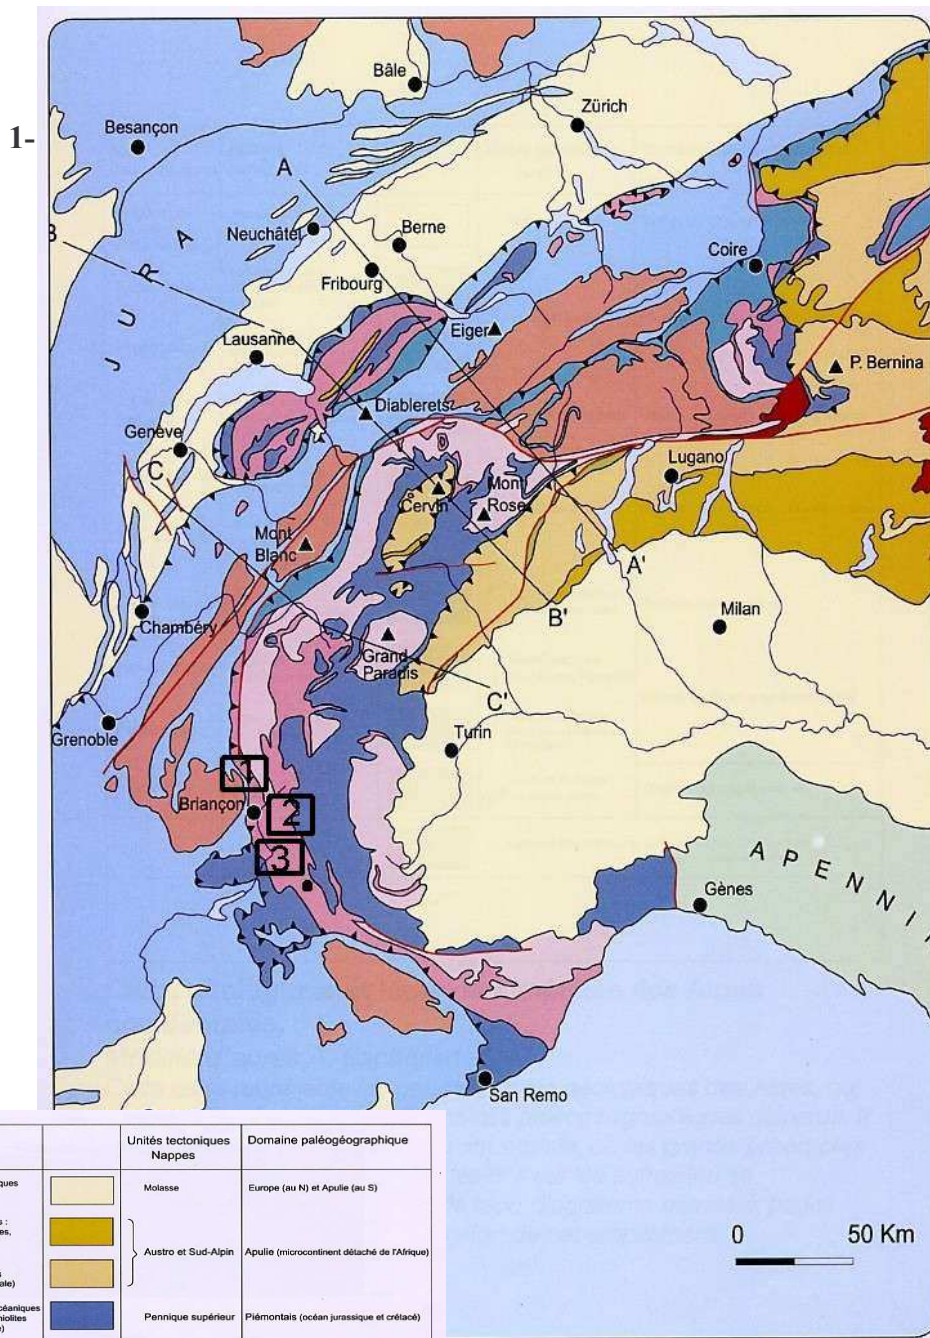 1-
Bâle
Zürich
Besançon
A
B
Neuchâtel
Berne
Coire
Fribourg
J U R A
Eiger
Lausanne
P. Bernina
Diablerets
Genève
C
Lugano
Cervin
Mont
Rose
Mont
Blanc
A'
B'
Milan
Chambéry
Grand
Paradis
C'
Grenoble
Turin
1
Briançon
2
3
A P E N N I
Gênes
San Remo
Unités tectoniques
Nappes
Domaine paléogéographique
Molasse
Europe (au N) et Apulie (au S)
Austro et Sud-Alpin
Apulie (microcontinent détaché de l'Afrique)
Pennique supérieur
Piémontais (océan jurassique et crétacé)
0
50 Km